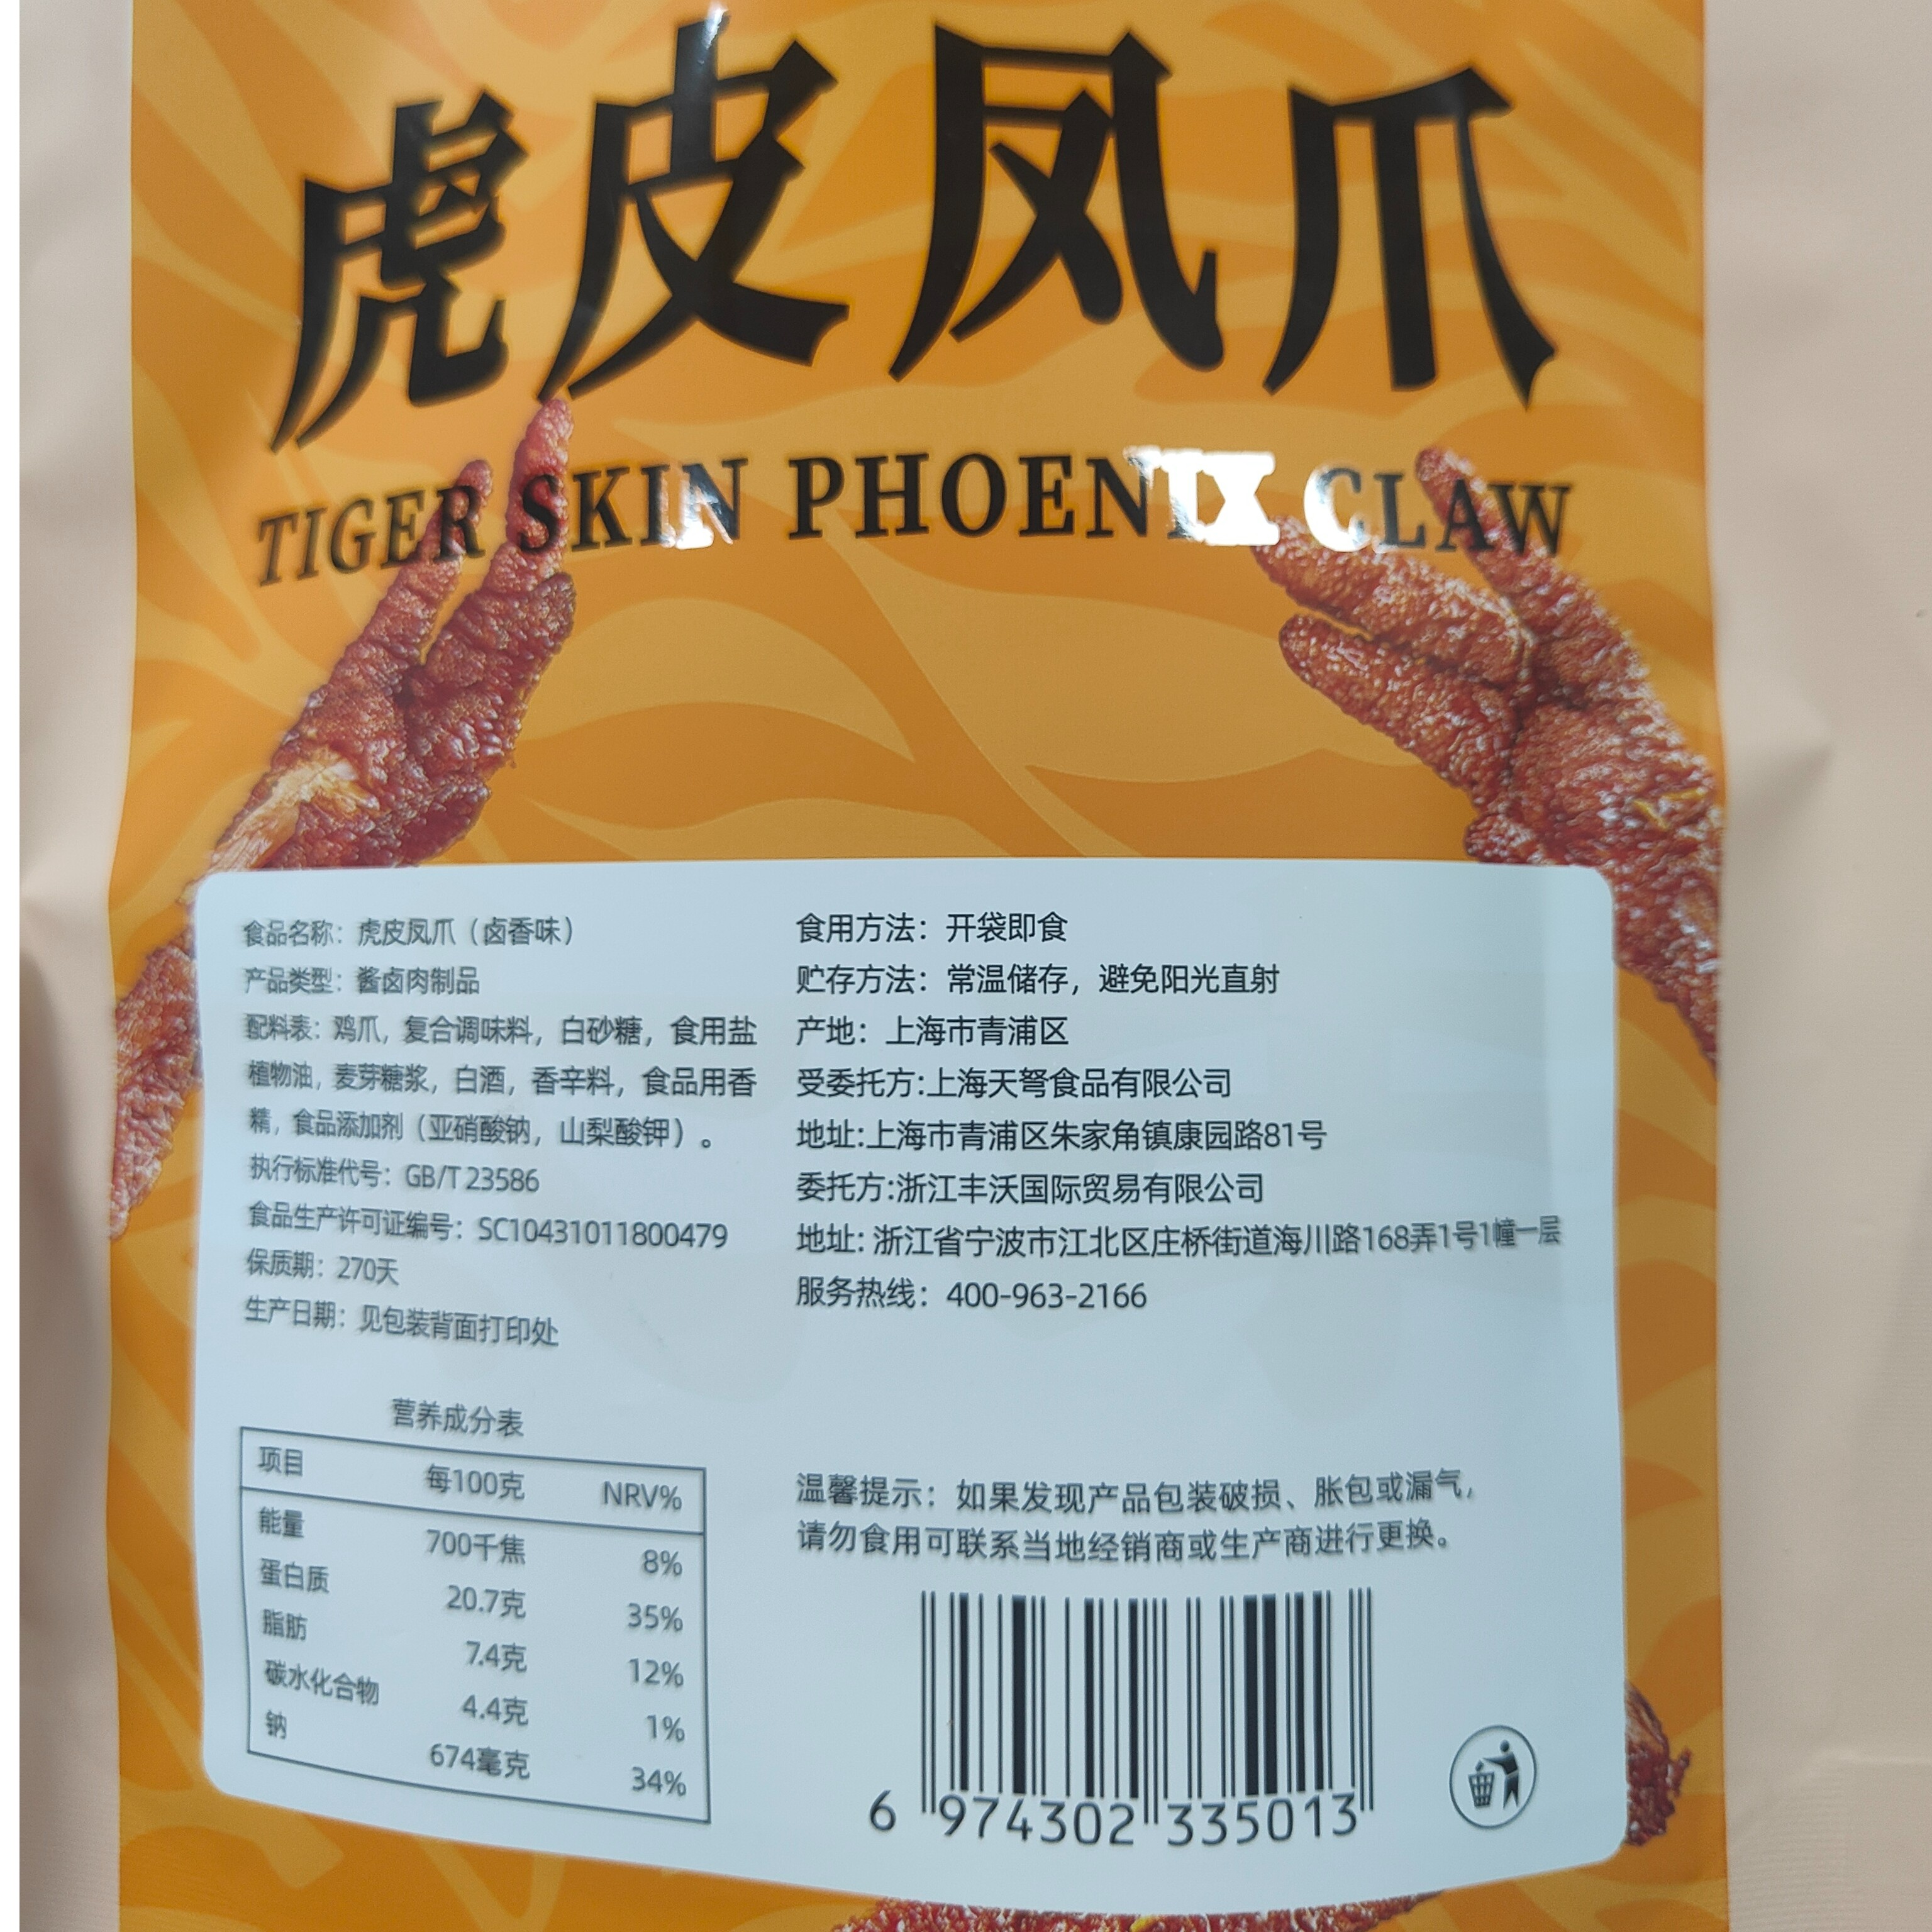 虎皮凤爪
TIGER SKIN PHOENIX CLAW
食品名称：虎皮凤爪（卤香味）
产品类型：酱卤肉制品
配料表：鸡爪，复合调味料，白砂糖，食用盐
植物油，麦芽糖浆，白酒，香辛料，食品用香
精，食品添加剂（亚硝酸钠，山梨酸钾）。
执行标准代号：GB/T 23586
食品生产许可证编号：SC10431011800479
保质期：270天
生产日期：见包装背面打印处
食用方法：开袋即食
贮存方法：常温储存，避免阳光直射
产地：上海市青浦区
受委托方:上海天弩食品有限公司
地址:上海市青浦区朱家角镇康园路81号
委托方:浙江丰沃国际贸易有限公司
地址: 浙江省宁波市江北区庄桥街道海川路168弄1号1幢一层
服务热线：400-963-2166
营养成分表
项目 每100克 NRV%
能量 700千焦 8%
蛋白质 20.7克 35%
脂肪 7.4克 12%
碳水化合物 4.4克 1%
钠 674毫克 34%
温馨提示：如果发现产品包装破损、胀包或漏气，
请勿食用可联系当地经销商或生产商进行更换。
6 974302 335013